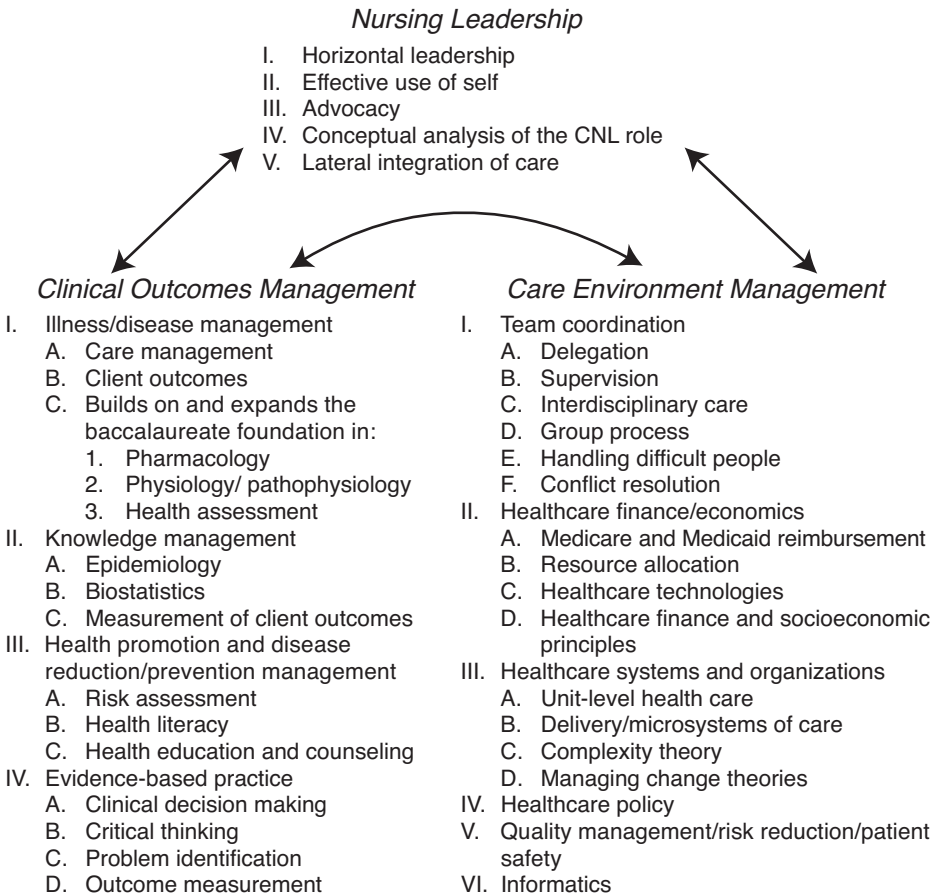 Nursing Leadership
I. Horizontal leadership
II. Effective use of self
III. Advocacy
IV. Conceptual analysis of the CNL role
V. Lateral integration of care
Clinical Outcomes Management
I. Illness/disease management
A. Care management
B. Client outcomes
C. Builds on and expands the
baccalaureate foundation in:
1. Pharmacology
2. Physiology/ pathophysiology
3. Health assessment
II. Knowledge management
A. Epidemiology
B. Biostatistics
C. Measurement of client outcomes
III. Health promotion and disease
reduction/prevention management
A. Risk assessment
B. Health literacy
C. Health education and counseling
IV. Evidence-based practice
A. Clinical decision making
B. Critical thinking
C. Problem identification
D. Outcome measurement
Care Environment Management
I. Team coordination
A. Delegation
B. Supervision
C. Interdisciplinary care
D. Group process
E. Handling difficult people
F. Conflict resolution
II. Healthcare finance/economics
A. Medicare and Medicaid reimbursement
B. Resource allocation
C. Healthcare technologies
D. Healthcare finance and socioeconomic
principles
III. Healthcare systems and organizations
A. Unit-level health care
B. Delivery/microsystems of care
C. Complexity theory
D. Managing change theories
IV. Healthcare policy
V. Quality management/risk reduction/patient
safety
VI. Informatics